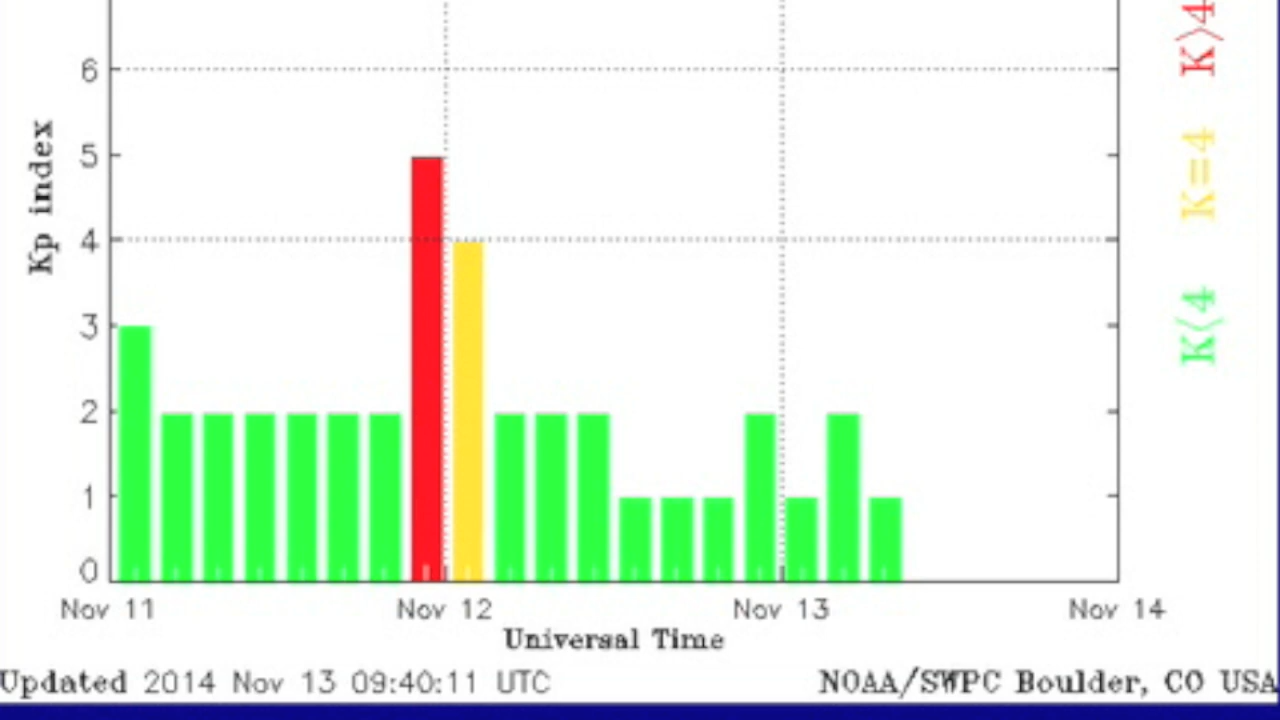 6
5
4
3
2
1
0
Kp index
Nov 11
Nov 12
Nov 13
Nov 14
Universal Time
Updated 2014 Nov 13 09:40:11 UTC
NOAA/SWPC Boulder, CO USA
K<4
K=4
K>4